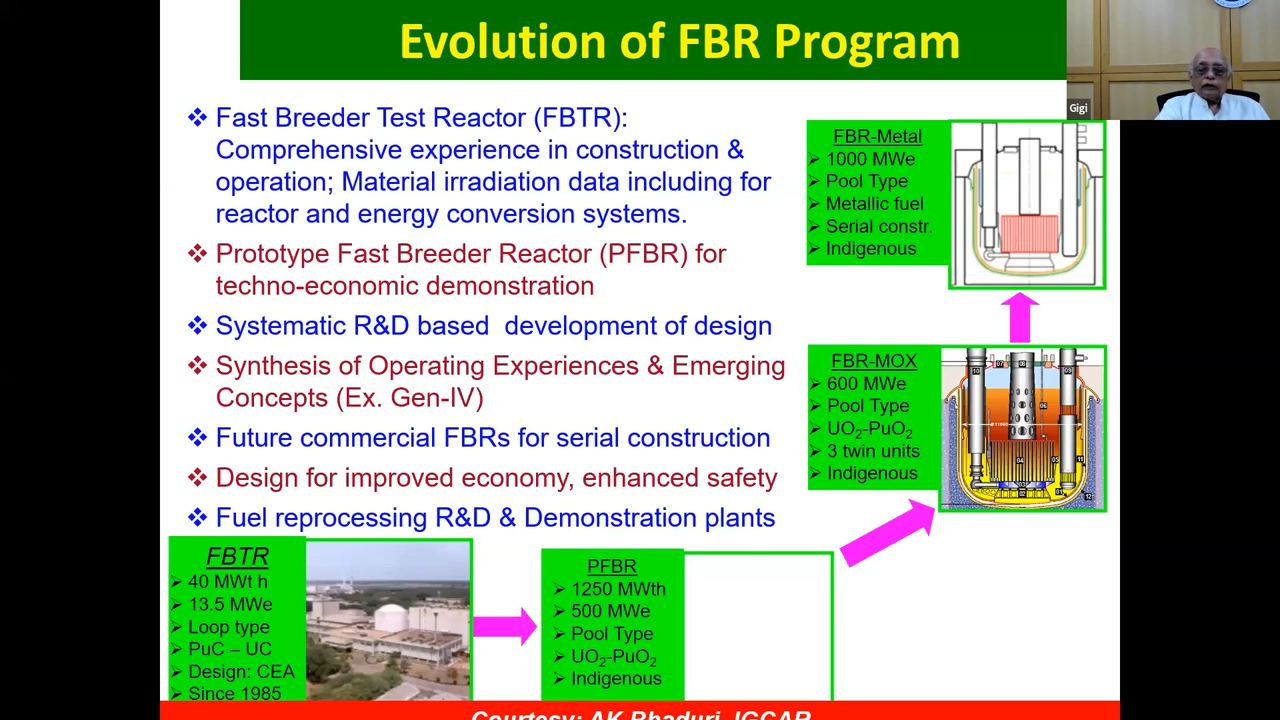 Evolution of FBR Program
Gigi
❖ Fast Breeder Test Reactor (FBTR):
Comprehensive experience in construction &
operation; Material irradiation data including for
reactor and energy conversion systems.
❖ Prototype Fast Breeder Reactor (PFBR) for
techno-economic demonstration
❖ Systematic R&D based development of design
❖ Synthesis of Operating Experiences & Emerging
Concepts (Ex. Gen-IV)
❖ Future commercial FBRs for serial construction
❖ Design for improved economy, enhanced safety
❖ Fuel reprocessing R&D & Demonstration plants
FBR-Metal
➢ 1000 MWe
➢ Pool Type
➢ Metallic fuel
➢ Serial constr.
➢ Indigenous
FBR-MOX
➢ 600 MWe
➢ Pool Type
➢ UO₂-PuO₂
➢ 3 twin units
➢ Indigenous
FBTR
➢ 40 MWt h
➢ 13.5 MWe
➢ Loop type
➢ PuC – UC
➢ Design: CEA
➢ Since 1985
PFBR
➢ 1250 MWth
➢ 500 MWe
➢ Pool Type
➢ UO₂-PuO₂
➢ Indigenous
Courtesy: AK Bhaduri, IGCAR